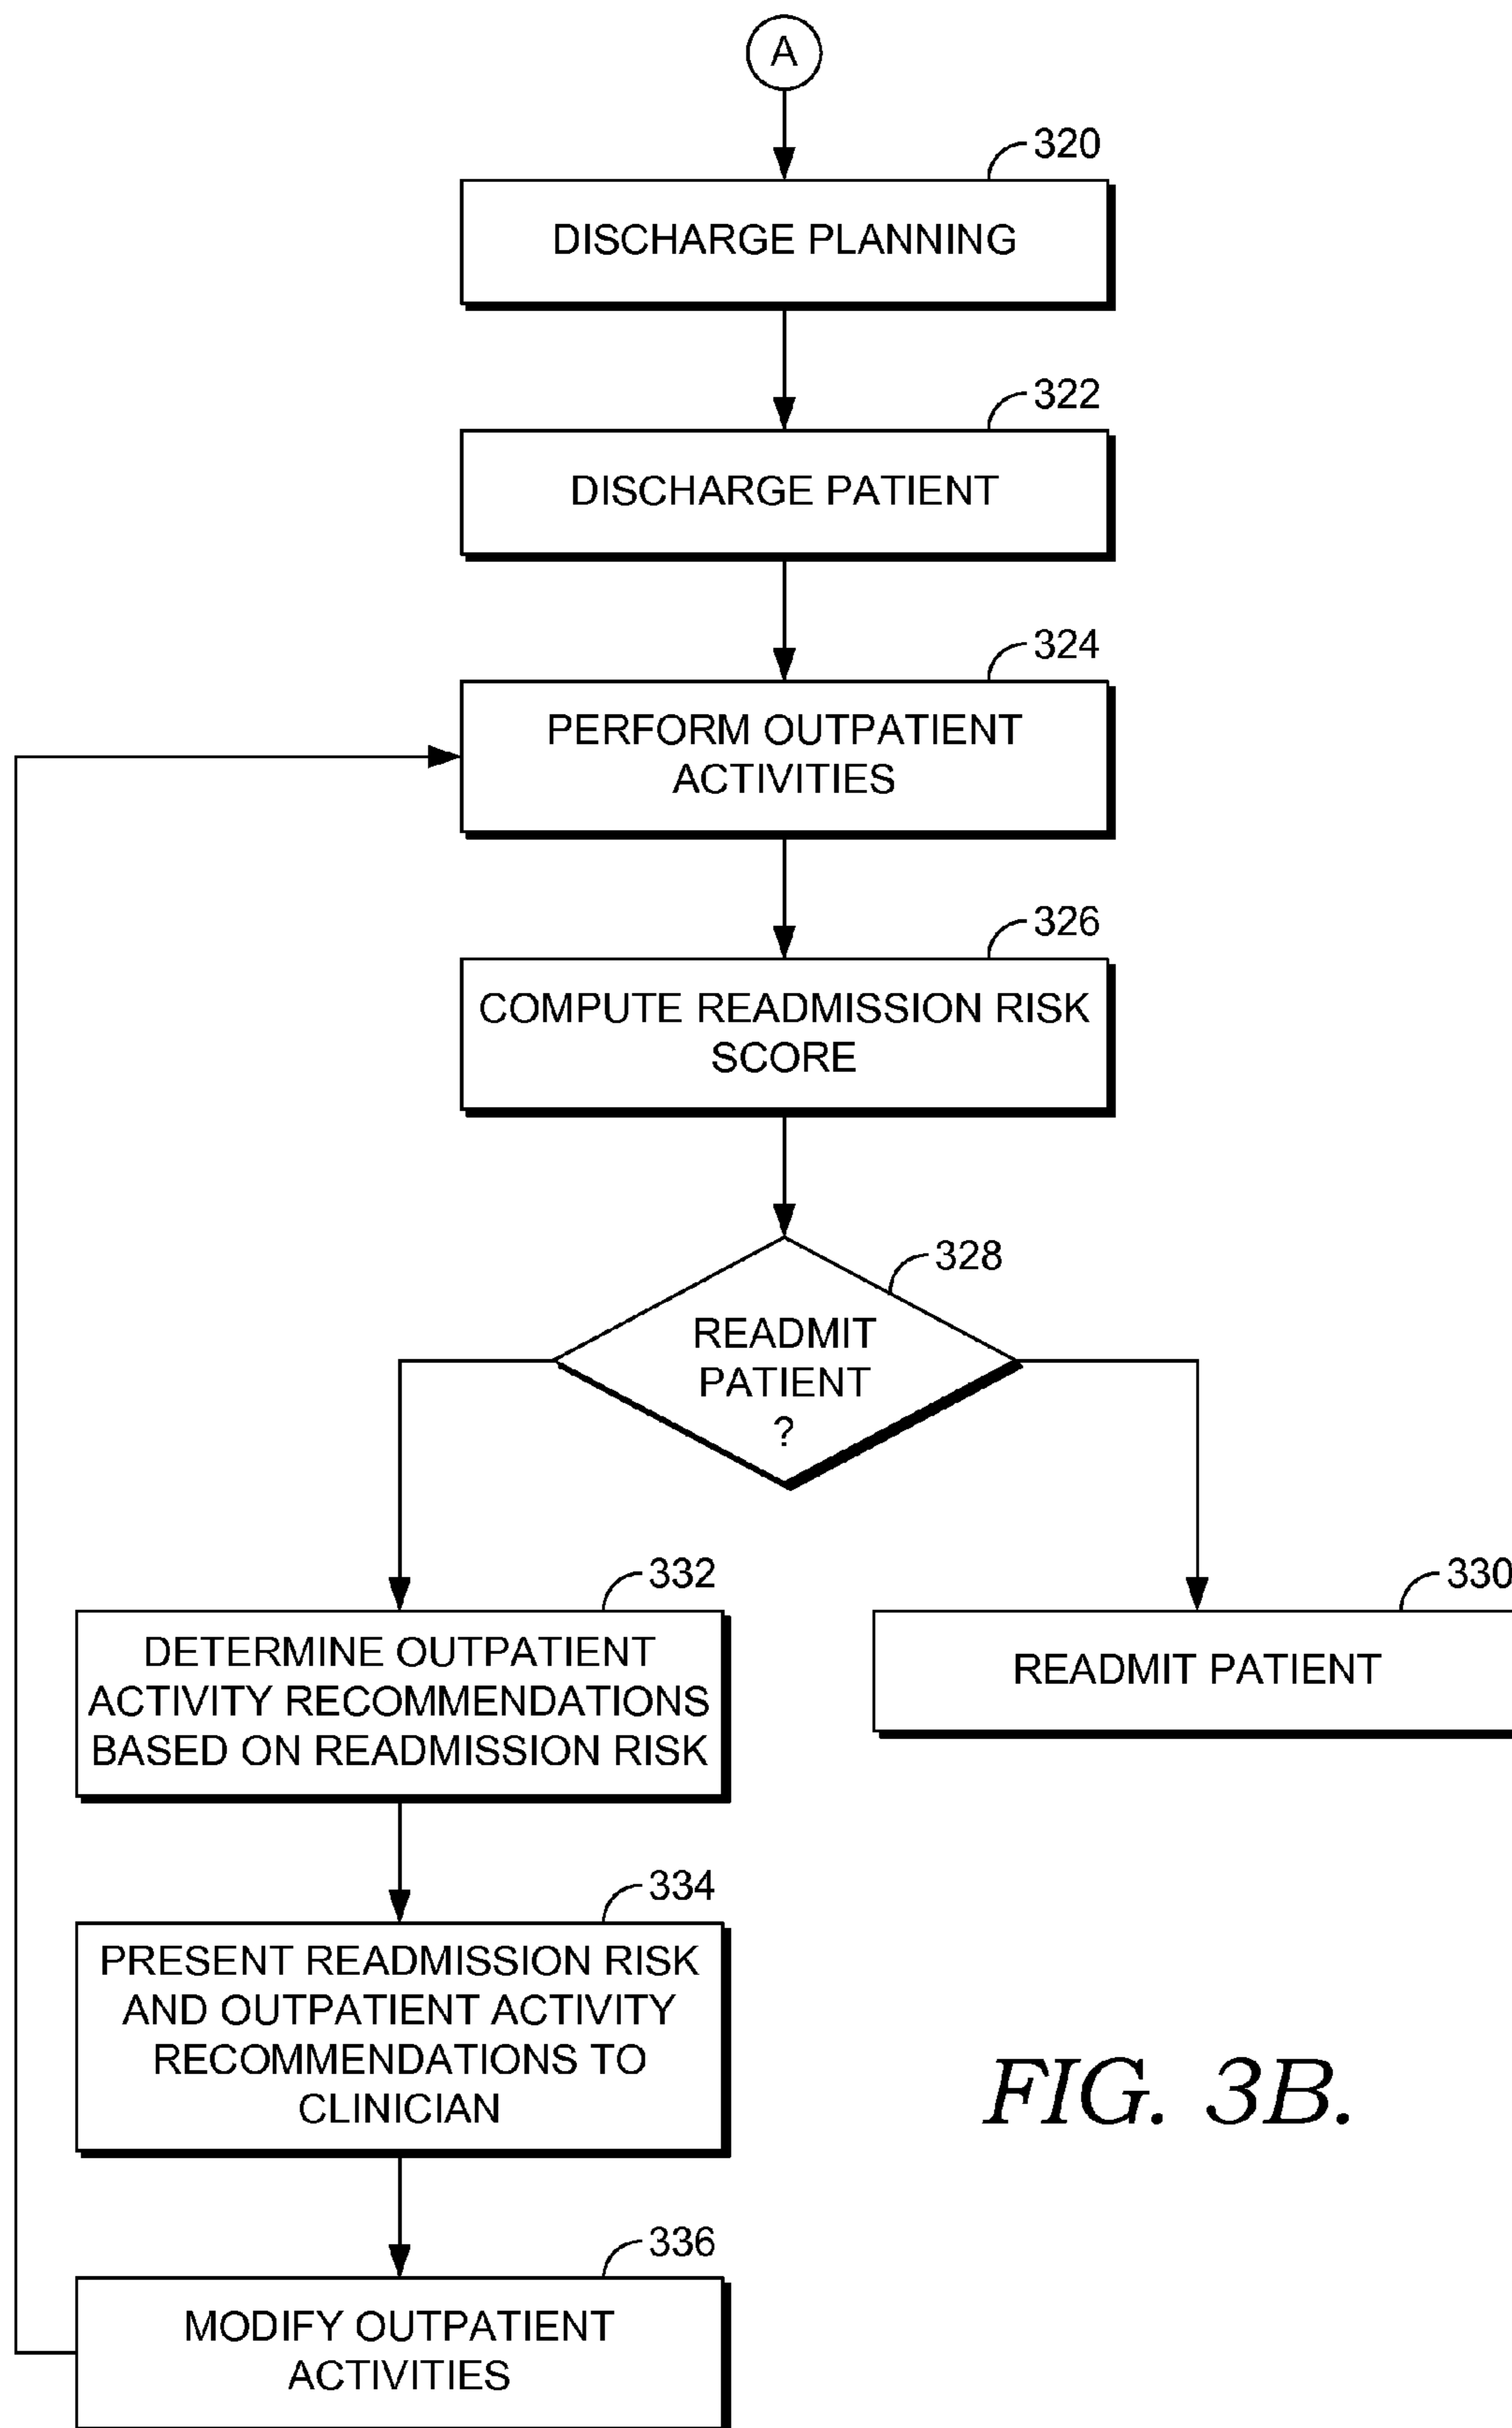 A
320
DISCHARGE PLANNING
322
DISCHARGE PATIENT
324
PERFORM OUTPATIENT
ACTIVITIES
326
COMPUTE READMISSION RISK
SCORE
328
READMIT
PATIENT
?
332
DETERMINE OUTPATIENT
ACTIVITY RECOMMENDATIONS
BASED ON READMISSION RISK
330
READMIT PATIENT
334
PRESENT READMISSION RISK
AND OUTPATIENT ACTIVITY
RECOMMENDATIONS TO
CLINICIAN
336
MODIFY OUTPATIENT
ACTIVITIES
FIG. 3B.